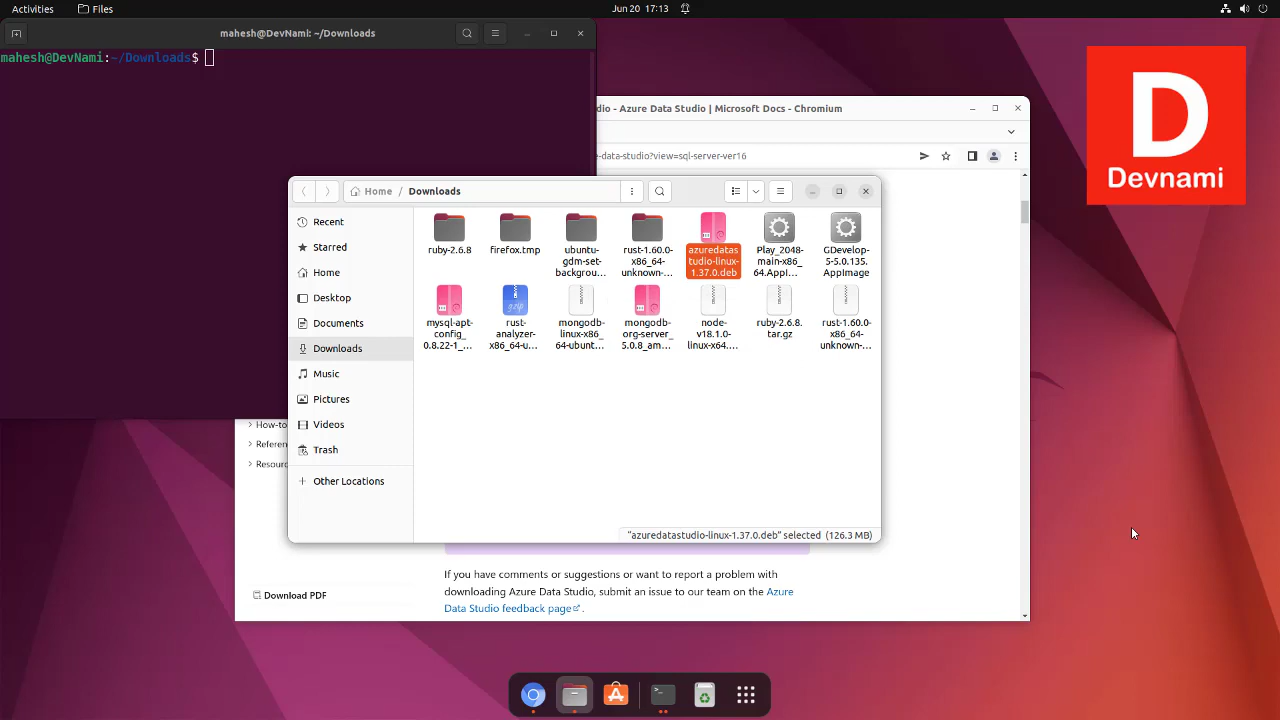 Activities
Files
Jun 20 17:13
mahesh@DevNami: ~/Downloads
mahesh@DevNami:~/Downloads$
dio - Azure Data Studio | Microsoft Docs - Chromium
e-data-studio?view=sql-server-ver16
D
Devnami
Home / Downloads
Recent
Starred
Home
Desktop
Documents
Downloads
Music
Pictures
Videos
Trash
+ Other Locations
ruby-2.6.8
firefox.tmp
ubuntu-
gdm-set-
backgrou...
rust-1.60.0-
x86_64-
unknown-...
azuredatas
tudio-linux-
1.37.0.deb
Play_2048-
main-x86_
64.AppI...
GDevelop-
5-5.0.135.
AppImage
mysql-apt-
config_
0.8.22-1_...
gzip
rust-
analyzer-
x86_64-u...
mongodb-
linux-x86_
64-ubunt...
mongodb-
org-server_
5.0.8_am...
node-
v18.1.0-
linux-x64....
ruby-2.6.8.
tar.gz
rust-1.60.0-
x86_64-
unknown-...
"azuredatastudio-linux-1.37.0.deb" selected (126.3 MB)
How-to
Referen
Resourc
Download PDF
If you have comments or suggestions or want to report a problem with
downloading Azure Data Studio, submit an issue to our team on the Azure
Data Studio feedback page.